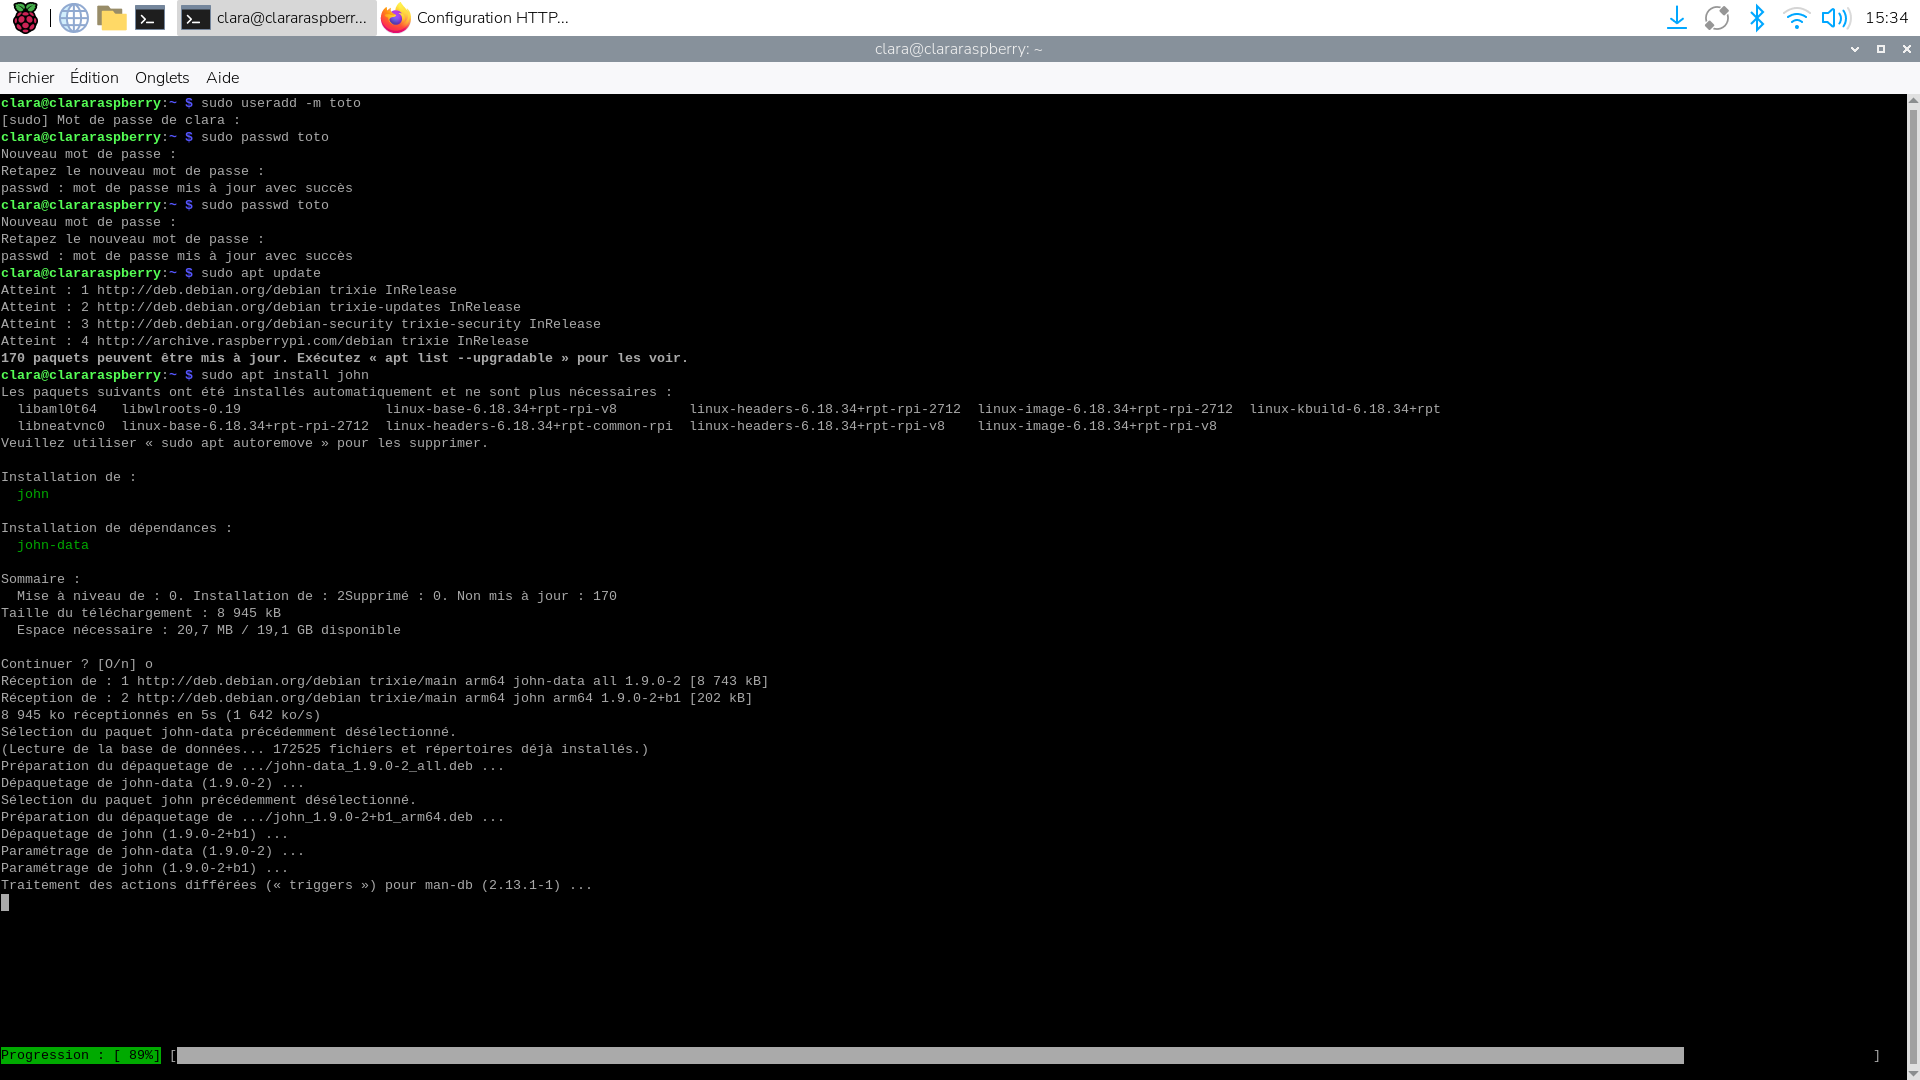 clara@clararaspberr... Configuration HTTP... 15:34
clara@clararaspberry: ~
Fichier Édition Onglets Aide
clara@clararaspberry:~ $ sudo useradd -m toto
[sudo] Mot de passe de clara :
clara@clararaspberry:~ $ sudo passwd toto
Nouveau mot de passe :
Retapez le nouveau mot de passe :
passwd : mot de passe mis à jour avec succès
clara@clararaspberry:~ $ sudo passwd toto
Nouveau mot de passe :
Retapez le nouveau mot de passe :
passwd : mot de passe mis à jour avec succès
clara@clararaspberry:~ $ sudo apt update
Atteint : 1 http://deb.debian.org/debian trixie InRelease
Atteint : 2 http://deb.debian.org/debian trixie-updates InRelease
Atteint : 3 http://deb.debian.org/debian-security trixie-security InRelease
Atteint : 4 http://archive.raspberrypi.com/debian trixie InRelease
170 paquets peuvent être mis à jour. Exécutez « apt list --upgradable » pour les voir.
clara@clararaspberry:~ $ sudo apt install john
Les paquets suivants ont été installés automatiquement et ne sont plus nécessaires :
  libaml0t64   libwlroots-0.19                  linux-base-6.18.34+rpt-rpi-v8         linux-headers-6.18.34+rpt-rpi-2712  linux-image-6.18.34+rpt-rpi-2712  linux-kbuild-6.18.34+rpt
  libneatvnc0  linux-base-6.18.34+rpt-rpi-2712  linux-headers-6.18.34+rpt-common-rpi  linux-headers-6.18.34+rpt-rpi-v8    linux-image-6.18.34+rpt-rpi-v8
Veuillez utiliser « sudo apt autoremove » pour les supprimer.
Installation de :
  john
Installation de dépendances :
  john-data
Sommaire :
  Mise à niveau de : 0. Installation de : 2Supprimé : 0. Non mis à jour : 170
Taille du téléchargement : 8 945 kB
  Espace nécessaire : 20,7 MB / 19,1 GB disponible
Continuer ? [O/n] o
Réception de : 1 http://deb.debian.org/debian trixie/main arm64 john-data all 1.9.0-2 [8 743 kB]
Réception de : 2 http://deb.debian.org/debian trixie/main arm64 john arm64 1.9.0-2+b1 [202 kB]
8 945 ko réceptionnés en 5s (1 642 ko/s)
Sélection du paquet john-data précédemment désélectionné.
(Lecture de la base de données... 172525 fichiers et répertoires déjà installés.)
Préparation du dépaquetage de .../john-data_1.9.0-2_all.deb ...
Dépaquetage de john-data (1.9.0-2) ...
Sélection du paquet john précédemment désélectionné.
Préparation du dépaquetage de .../john_1.9.0-2+b1_arm64.deb ...
Dépaquetage de john (1.9.0-2+b1) ...
Paramétrage de john-data (1.9.0-2) ...
Paramétrage de john (1.9.0-2+b1) ...
Traitement des actions différées (« triggers ») pour man-db (2.13.1-1) ...
Progression : [ 89%] [ ]